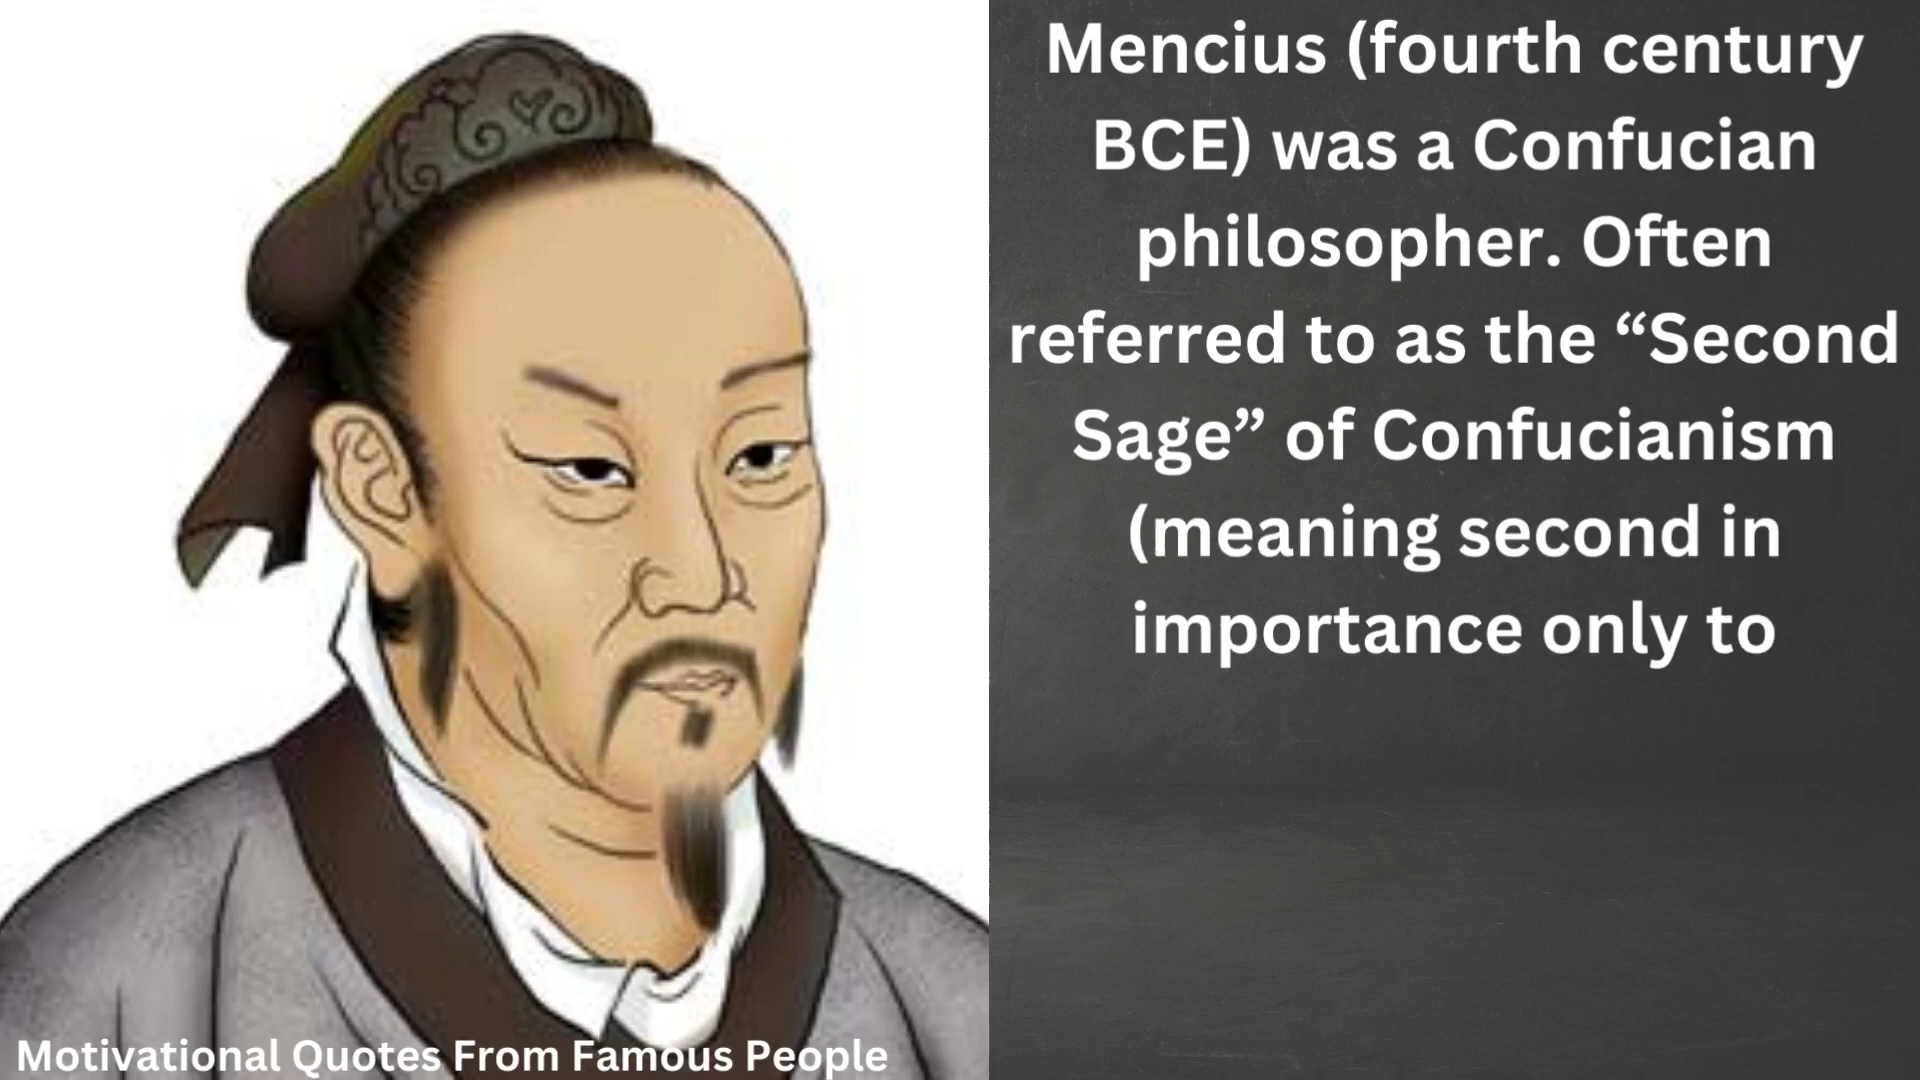 Mencius (fourth century
BCE) was a Confucian
philosopher. Often
referred to as the “Second
Sage” of Confucianism
(meaning second in
importance only to
Motivational Quotes From Famous People